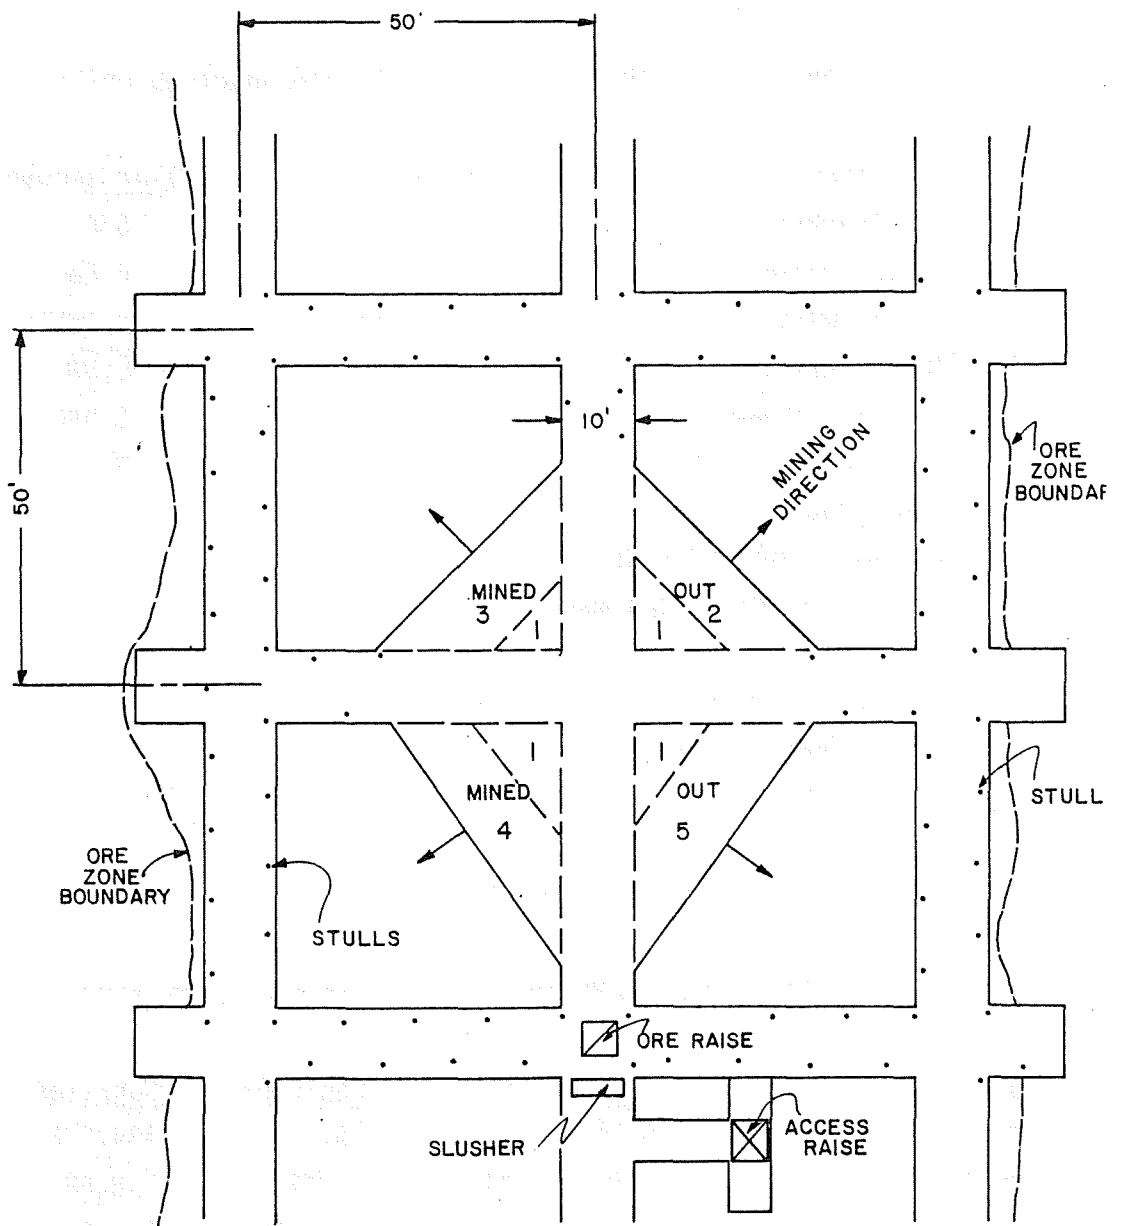 50'
10'
MINING
DIRECTION
ORE
ZONE
BOUNDAF
50'
MINED
3
1
OUT
2
1
1
MINED
4
1
OUT
5
STULL
ORE
ZONE
BOUNDARY
STULLS
ORE RAISE
SLUSHER
ACCESS
RAISE